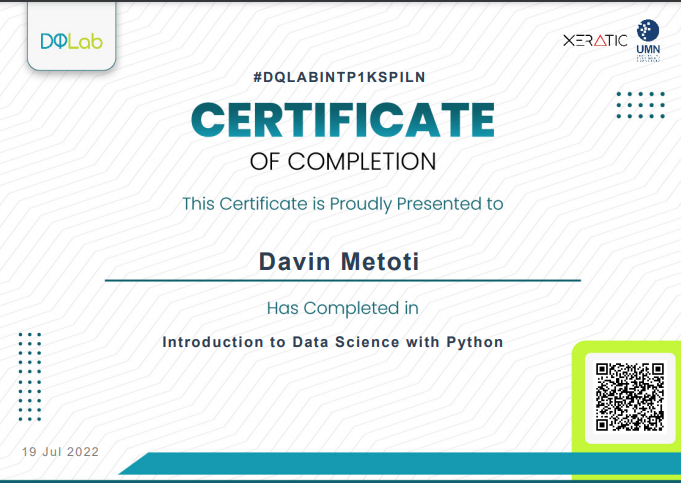 DQLab
XERATIC
UMN
#DQLABINTP1KSPILN
CERTIFICATE
OF COMPLETION
This Certificate is Proudly Presented to
Davin Metoti
Has Completed in
Introduction to Data Science with Python
19 Jul 2022